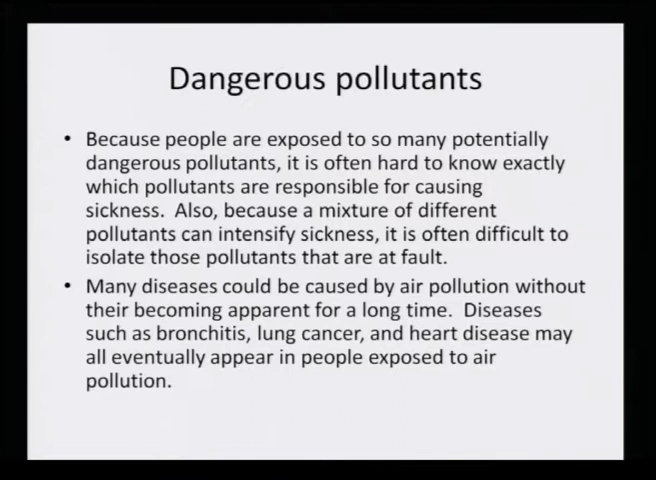 Dangerous pollutants
• Because people are exposed to so many potentially
dangerous pollutants, it is often hard to know exactly
which pollutants are responsible for causing
sickness.  Also, because a mixture of different
pollutants can intensify sickness, it is often difficult to
isolate those pollutants that are at fault.
• Many diseases could be caused by air pollution without
their becoming apparent for a long time.  Diseases
such as bronchitis, lung cancer, and heart disease may
all eventually appear in people exposed to air
pollution.